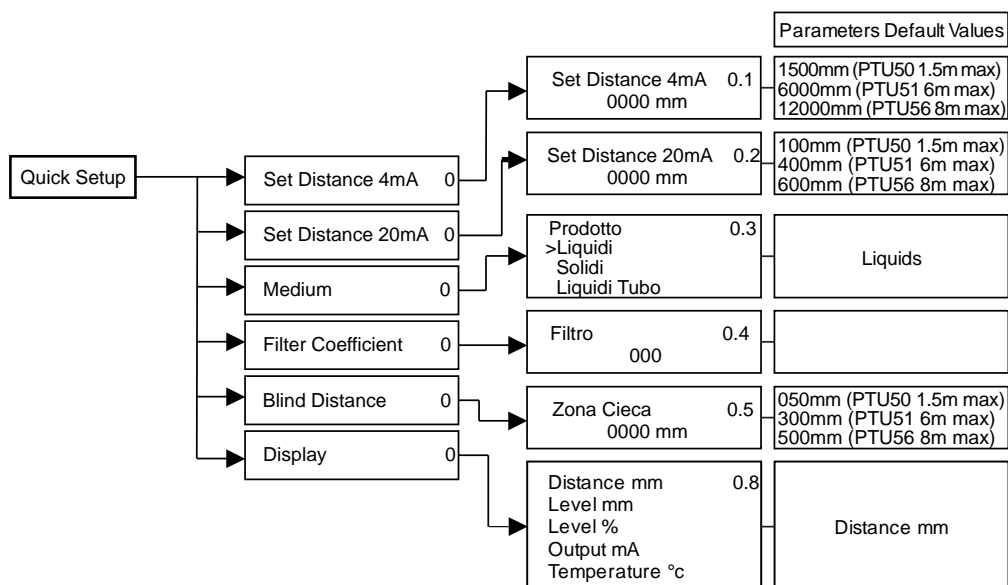 Parameters Default Values
Set Distance 4mA 0.1
0000 mm
1500mm (PTU50 1.5m max)
6000mm (PTU51 6m max)
12000mm (PTU56 8m max)
Quick Setup
Set Distance 4mA 0
Set Distance 20mA 0.2
0000 mm
100mm (PTU50 1.5m max)
400mm (PTU51 6m max)
600mm (PTU56 8m max)
Set Distance 20mA 0
Prodotto 0.3
>Liquidi
Solidi
Liquidi Tubo
Liquids
Medium 0
Filter Coefficient 0
Filtro 0.4
000
Blind Distance 0
Zona Cieca 0.5
0000 mm
050mm (PTU50 1.5m max)
300mm (PTU51 6m max)
500mm (PTU56 8m max)
Display 0
Distance mm 0.8
Level mm
Level %
Output mA
Temperature °c
Distance mm